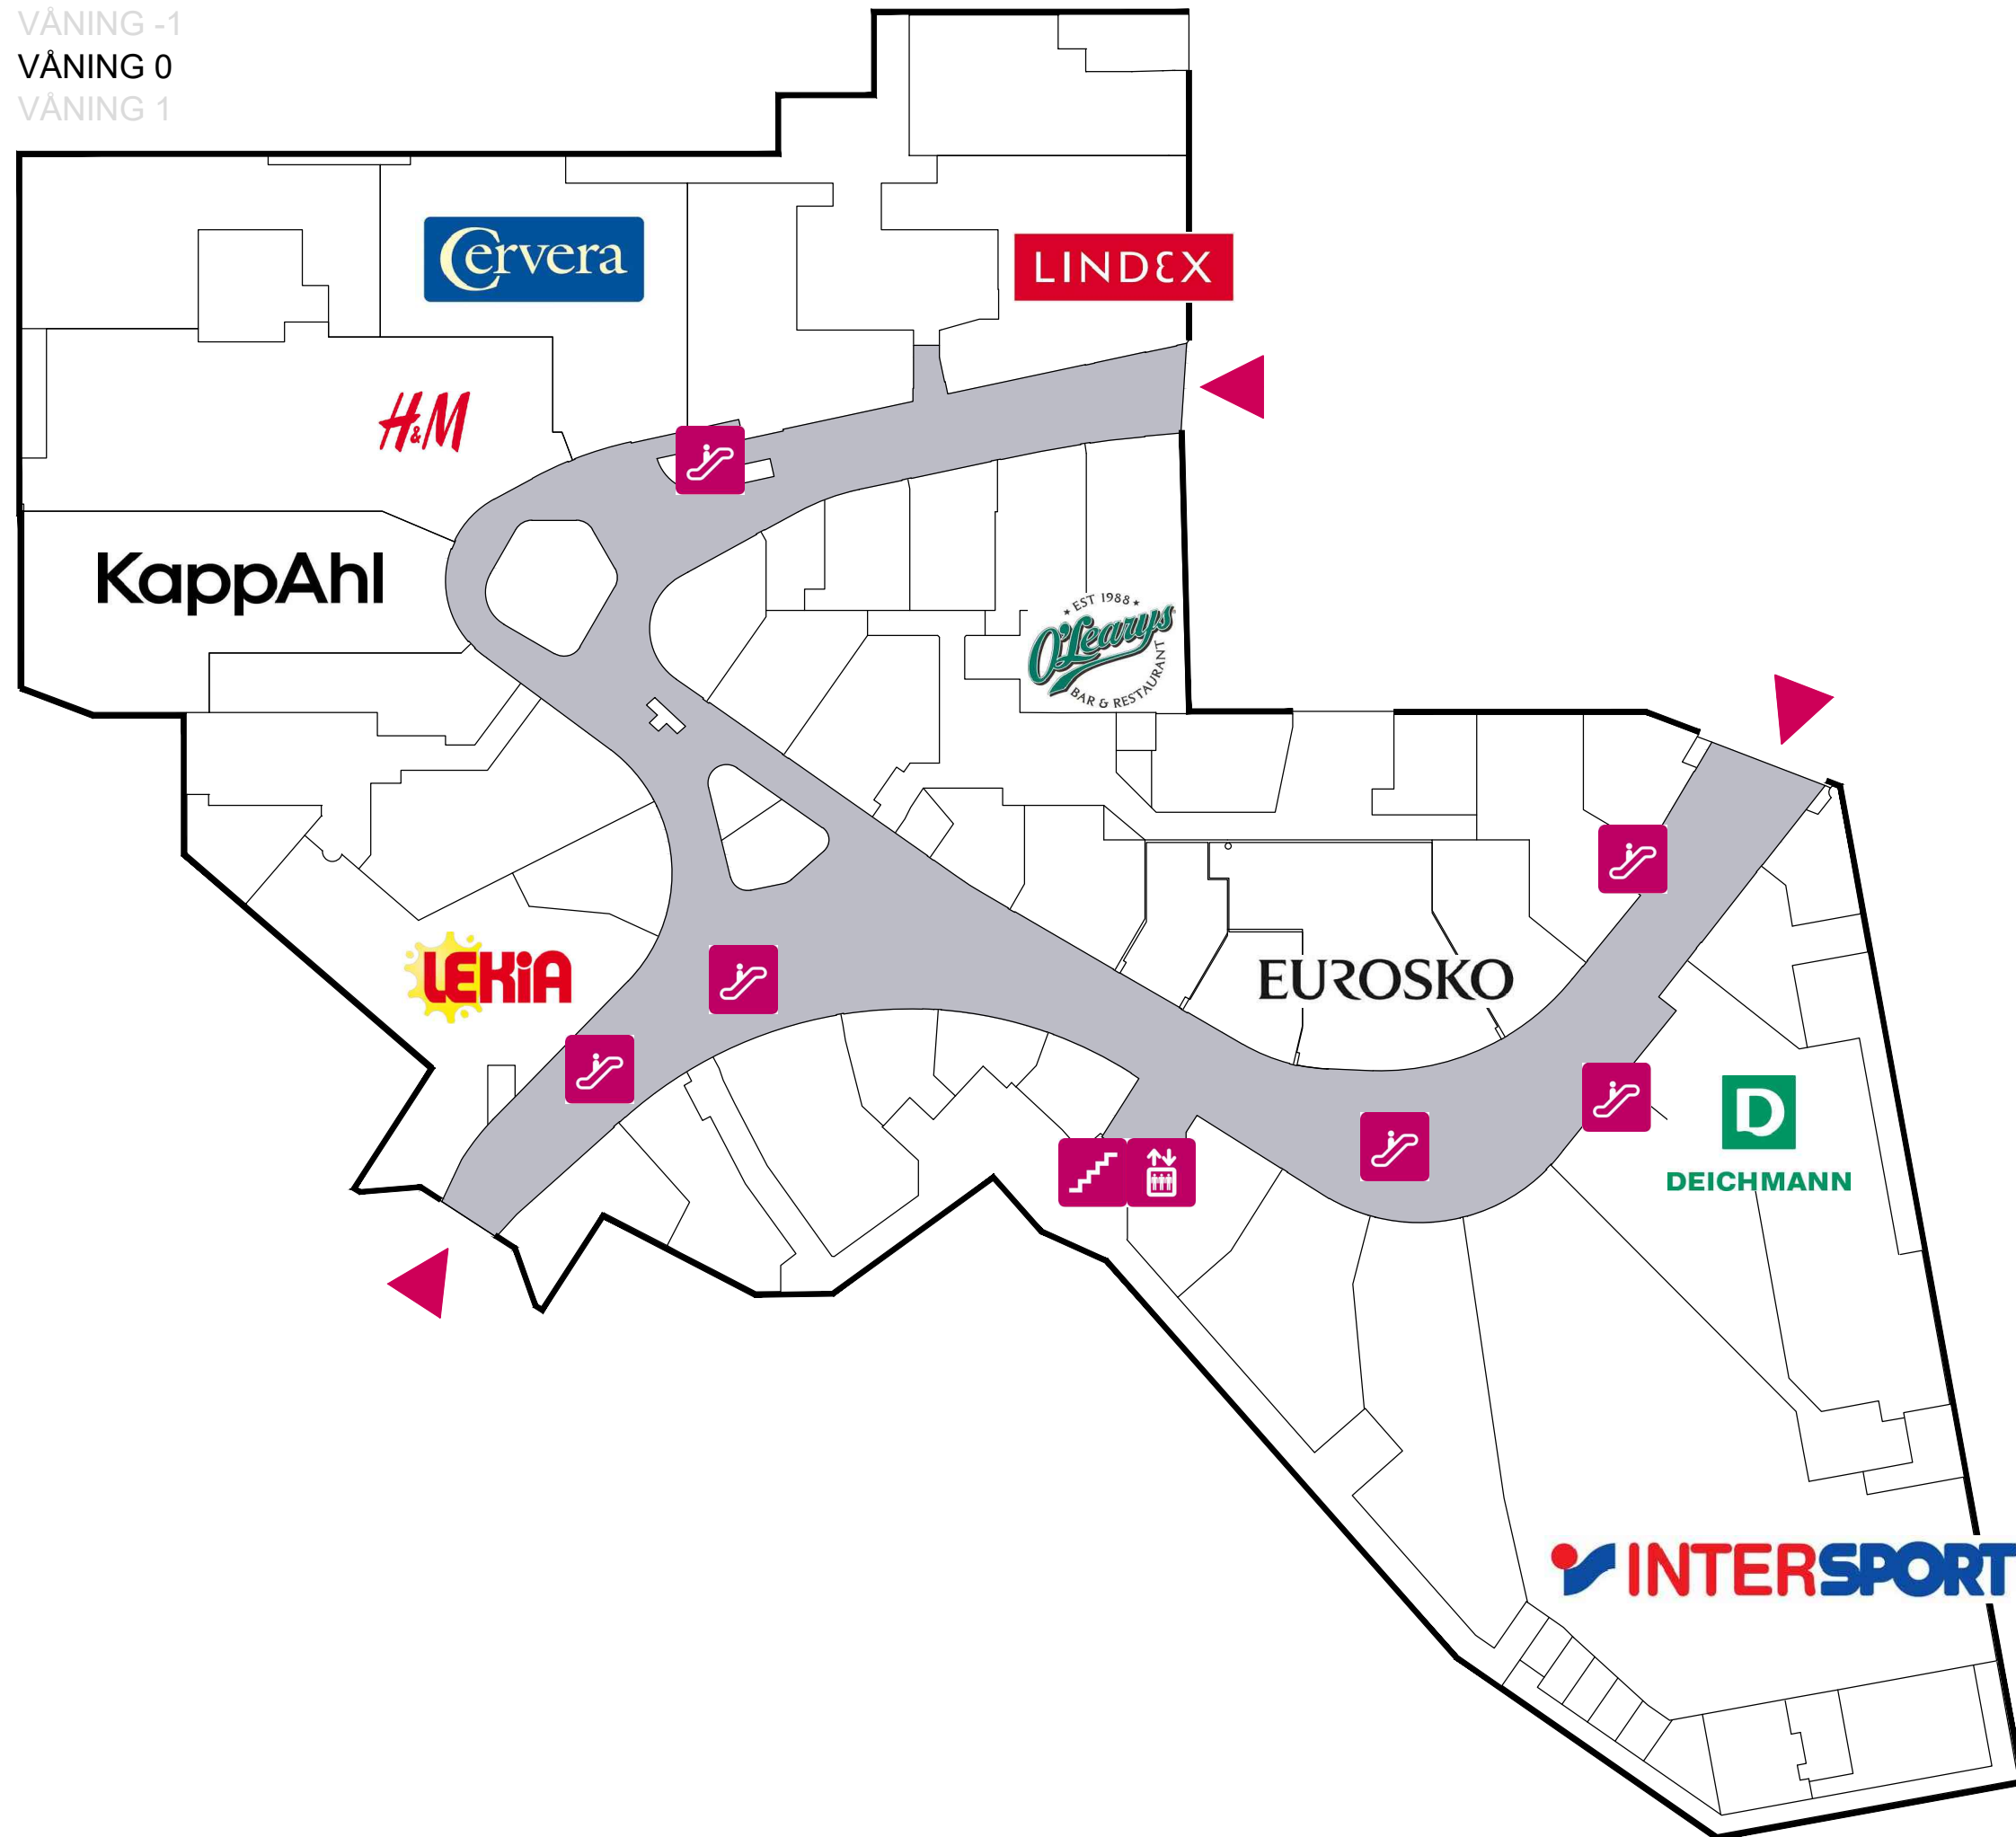 VÅNING -1
VÅNING 0
VÅNING 1
Cervera
LINDEX
H&M
KappAhl
★ EST 1988 ★
O'Learys
BAR & RESTAURANT
LEKiA
EUROSKO
D
DEICHMANN
INTERSPORT